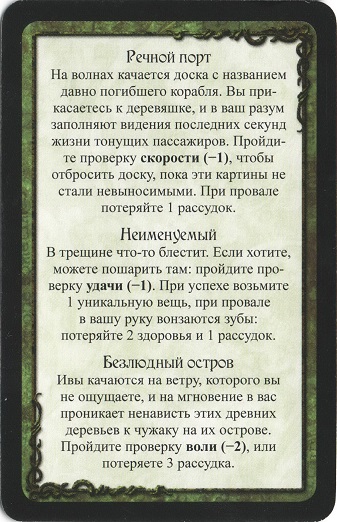 Речной порт
На волнах качается доска с названием
давно погибшего корабля. Вы при-
касаетесь к деревяшке, и в ваш разум
заполняют видения последних секунд
жизни тонущих пассажиров. Пройди-
те проверку скорости (−1), чтобы
отбросить доску, пока эти картины не
стали невыносимыми. При провале
потеряйте 1 рассудок.
Неименуемый
В трещине что-то блестит. Если хотите,
можете пошарить там: пройдите про-
верку удачи (−1). При успехе возьмите
1 уникальную вещь, при провале
в вашу руку вонзаются зубы:
потеряйте 2 здоровья и 1 рассудок.
Безлюдный остров
Ивы качаются на ветру, которого вы
не ощущаете, и на мгновение в вас
проникает ненависть этих древних
деревьев к чужаку на их острове.
Пройдите проверку воли (−2), или
потеряете 3 рассудка.